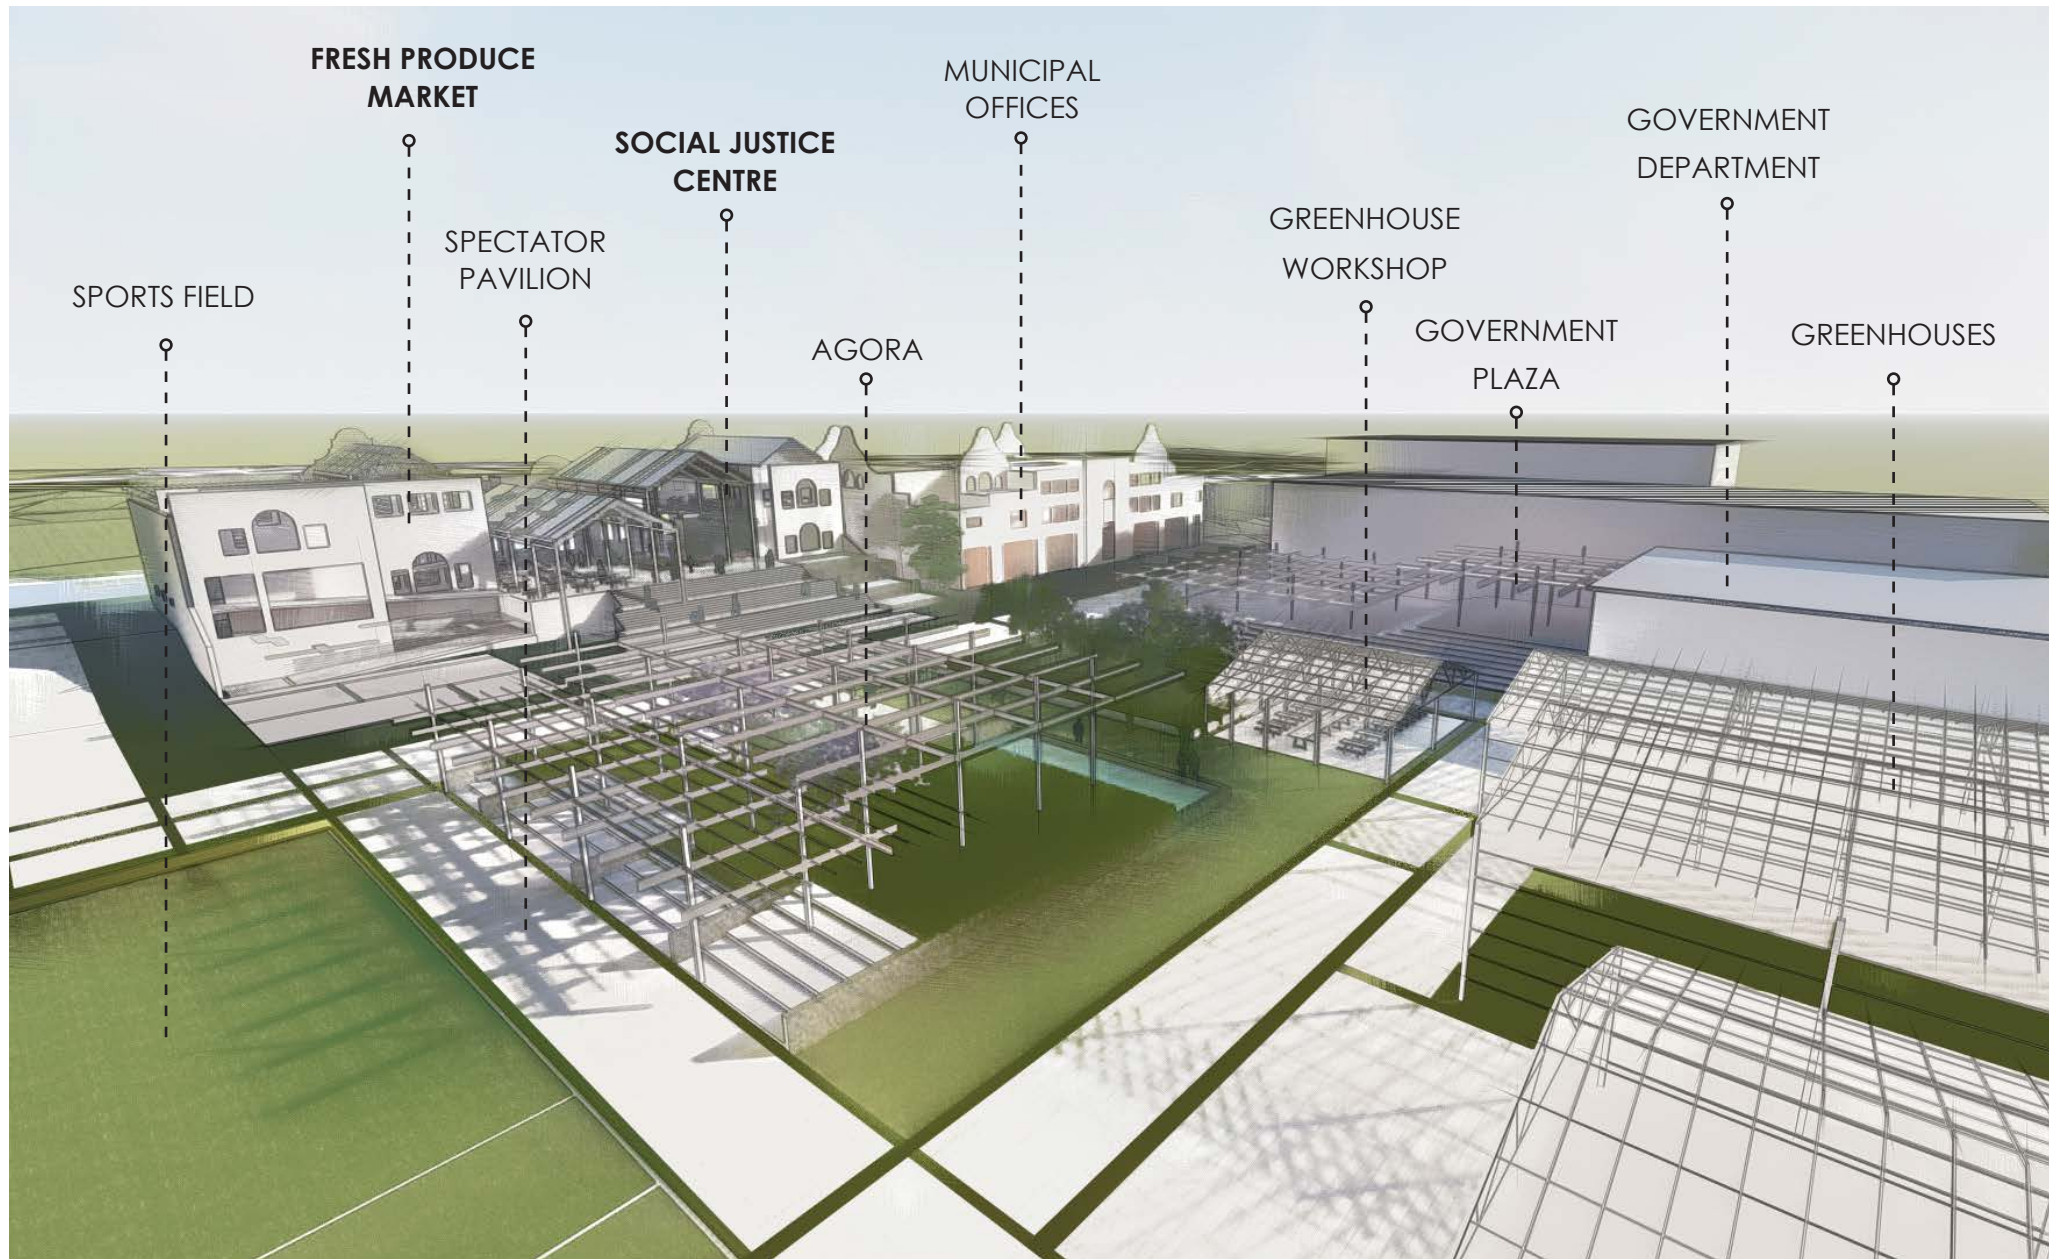 FRESH PRODUCE
MARKET
SOCIAL JUSTICE
CENTRE
MUNICIPAL
OFFICES
GOVERNMENT
DEPARTMENT
SPECTATOR
PAVILION
GREENHOUSE
WORKSHOP
SPORTS FIELD
AGORA
GOVERNMENT
PLAZA
GREENHOUSES